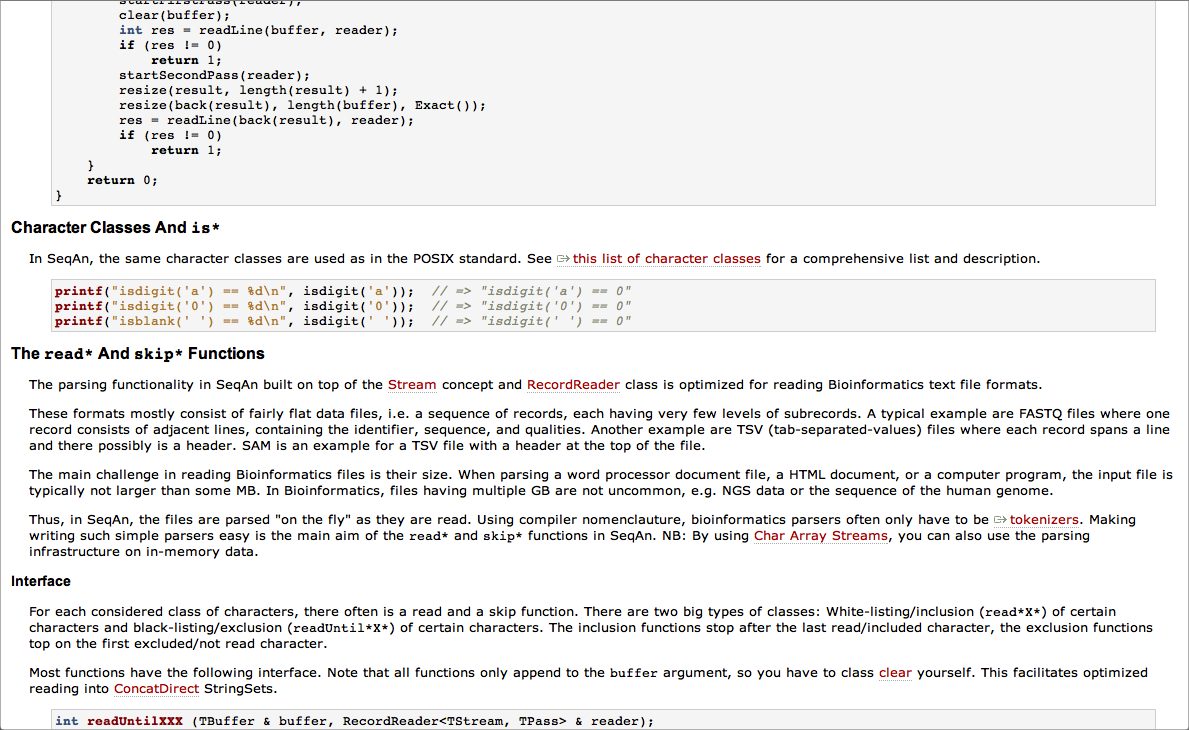 startFirstPass(reader);
clear(buffer);
int res = readLine(buffer, reader);
if (res != 0)
return 1;
startSecondPass(reader);
resize(result, length(result) + 1);
resize(back(result), length(buffer), Exact());
res = readLine(back(result), reader);
if (res != 0)
return 1;
}
return 0;
}
Character Classes And is*
In SeqAn, the same character classes are used as in the POSIX standard. See this list of character classes for a comprehensive list and description.
printf("isdigit('a') == %d\n", isdigit('a')); // => "isdigit('a') == 0"
printf("isdigit('0') == %d\n", isdigit('0')); // => "isdigit('0') == 0"
printf("isblank(' ') == %d\n", isdigit(' ')); // => "isdigit(' ') == 0"
The read* And skip* Functions
The parsing functionality in SeqAn built on top of the Stream concept and RecordReader class is optimized for reading Bioinformatics text file formats.
These formats mostly consist of fairly flat data files, i.e. a sequence of records, each having very few levels of subrecords. A typical example are FASTQ files where one
record consists of adjacent lines, containing the identifier, sequence, and qualities. Another example are TSV (tab-separated-values) files where each record spans a line
and there possibly is a header. SAM is an example for a TSV file with a header at the top of the file.
The main challenge in reading Bioinformatics files is their size. When parsing a word processor document file, a HTML document, or a computer program, the input file is
typically not larger than some MB. In Bioinformatics, files having multiple GB are not uncommon, e.g. NGS data or the sequence of the human genome.
Thus, in SeqAn, the files are parsed "on the fly" as they are read. Using compiler nomenclauture, bioinformatics parsers often only have to be tokenizers. Making
writing such simple parsers easy is the main aim of the read* and skip* functions in SeqAn. NB: By using Char Array Streams, you can also use the parsing
infrastructure on in-memory data.
Interface
For each considered class of characters, there often is a read and a skip function. There are two big types of classes: White-listing/inclusion (read*X*) of certain
characters and black-listing/exclusion (readUntil*X*) of certain characters. The inclusion functions stop after the last read/included character, the exclusion functions
top on the first excluded/not read character.
Most functions have the following interface. Note that all functions only append to the buffer argument, so you have to class clear yourself. This facilitates optimized
reading into ConcatDirect StringSets.
int readUntilXXX (TBuffer & buffer, RecordReader<TStream, TPass> & reader);